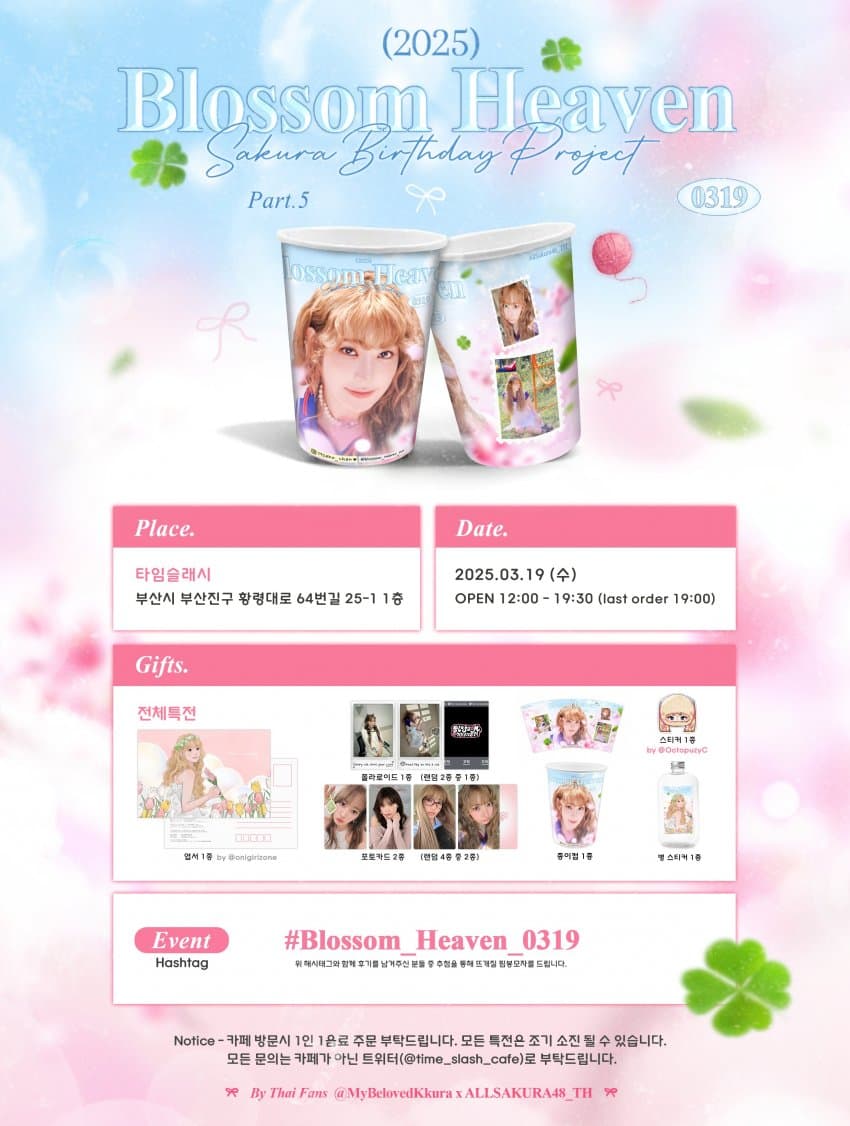 (2025)
Blossom Heaven
Sakura Birthday Project
Part.5
0319
Place.
타임슬래시
부산시 부산진구 황령대로 64번길 25-1 1층
Date.
2025.03.19 (수)
OPEN 12:00 - 19:30 (last order 19:00)
Gifts.
전체특전
엽서 1종 by @onigirizone
폴라로이드 1종 (랜덤 2종 중 1종)
포토카드 2종 (랜덤 4종 중 2종)
종이컵 1종
스티커 1종
by @OctopuzyC
병 스티커 1종
Event
Hashtag
#Blossom_Heaven_0319
위 해시태그와 함께 후기를 남겨주신 분들 중 추첨을 통해 뜨개질 핌봉모자를 드립니다.
Notice - 카페 방문시 1인 1음료 주문 부탁드립니다. 모든 특전은 조기 소진 될 수 있습니다.
모든 문의는 카페가 아닌 트위터(@time_slash_cafe)로 부탁드립니다.
By Thai Fans @MyBelovedKkura x ALLSAKURA48_TH